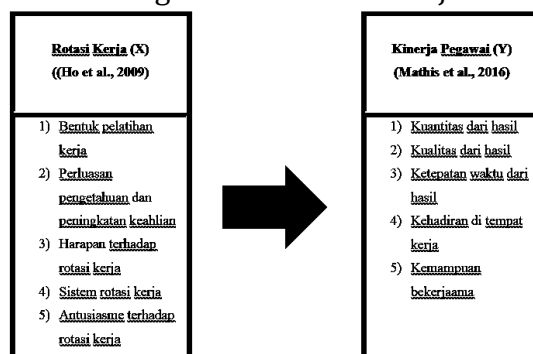 Rotasi Kerja (X)
((Ho et al., 2009)
1) Bentuk pelatihan
kerja
2) Perluasan
pengetahuan dan
peningkatan keahlian
3) Harapan terhadap
rotasi kerja
4) Sistem rotasi kerja
5) Antusiasme terhadap
rotasi kerja
Kinerja Pegawai (Y)
(Mathis et al., 2016)
1) Kuantitas dari hasil
2) Kualitas dari hasil
3) Ketepatan waktu dari
hasil
4) Kehadiran di tempat
kerja
5) Kemampuan
bekerjaama